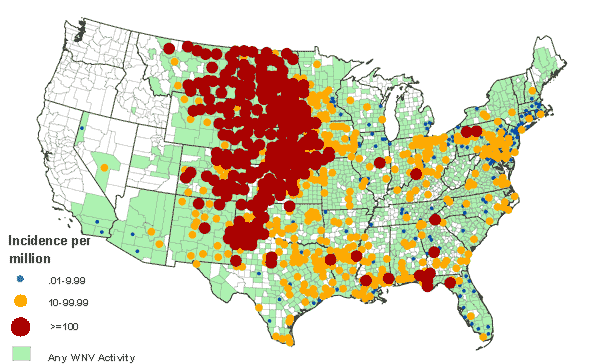 Incidence per
million
.01-9.99
10-99.99
>=100
Any WNV Activity